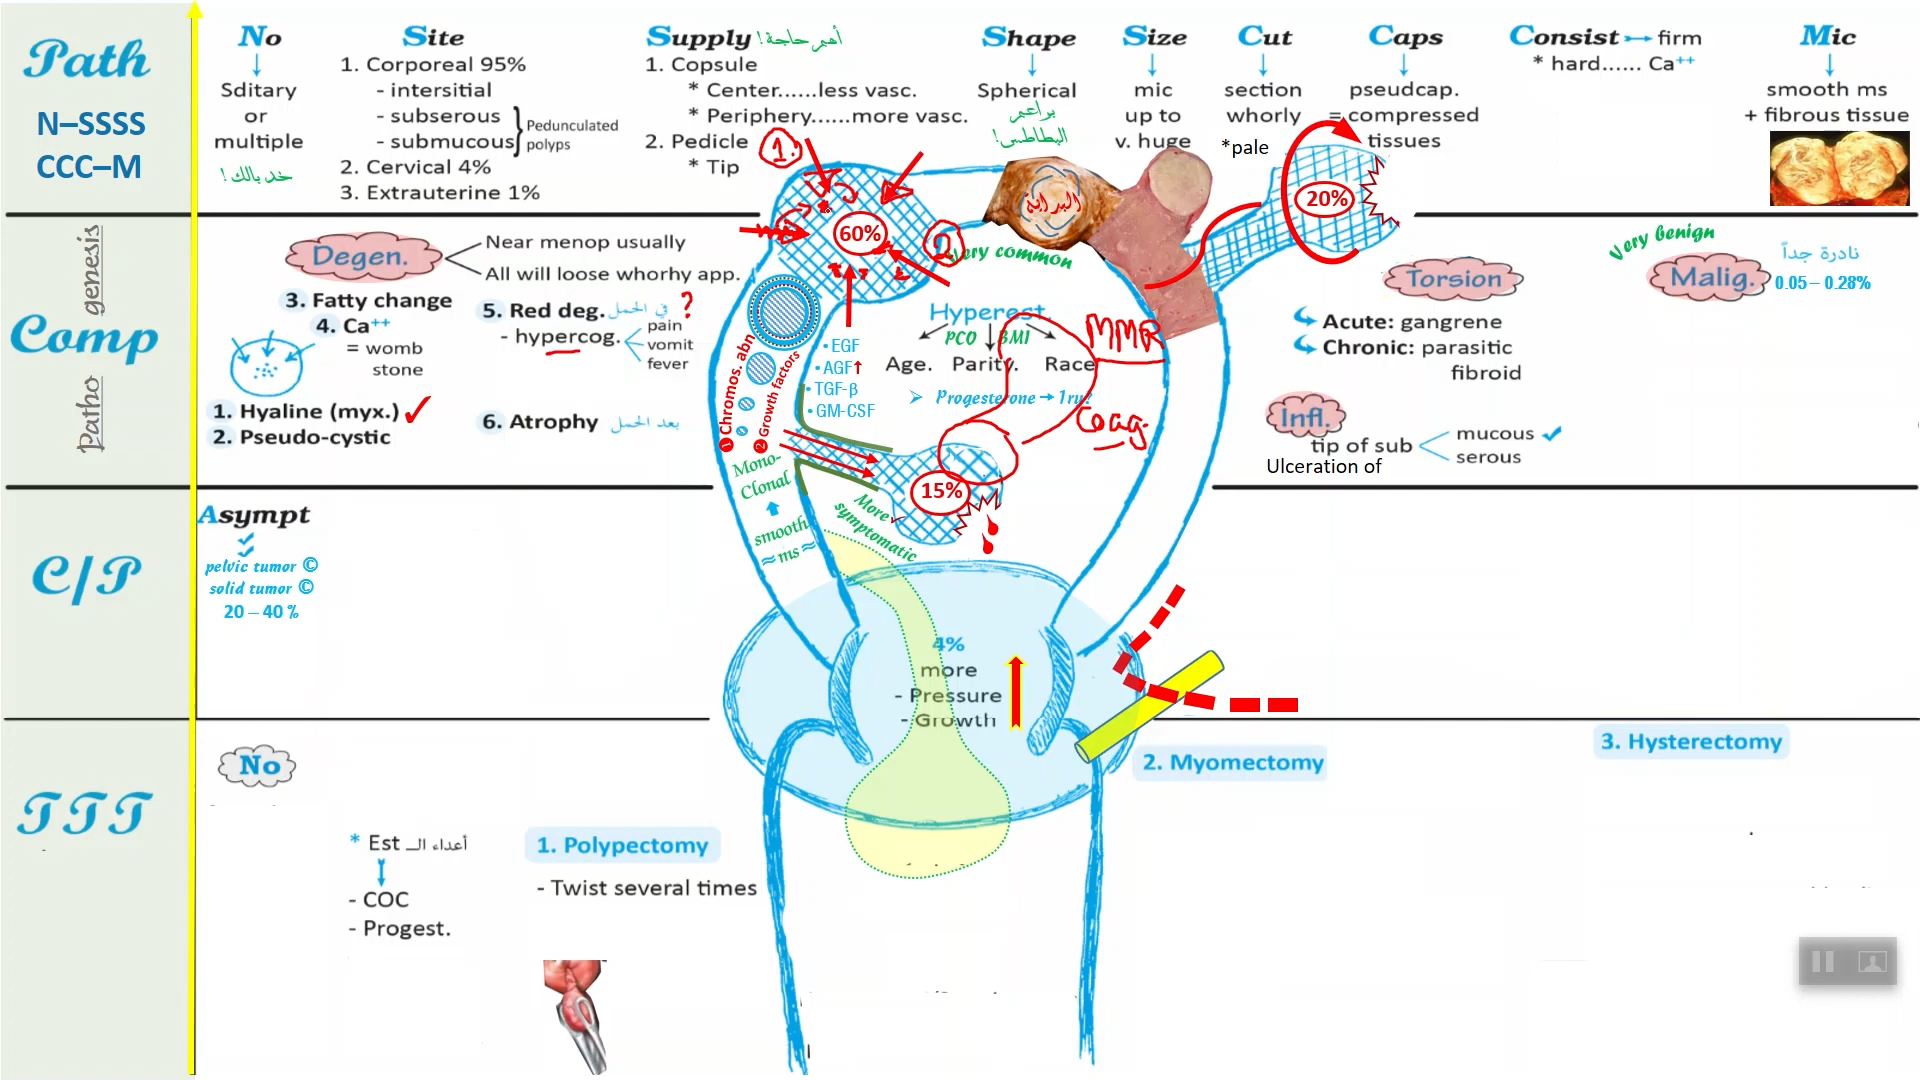 Path
N–SSSS
CCC–M
No
Sditary
or
multiple
خد بالك!
Site
1. Corporeal 95%
- intersitial
- subserous
- submucous
Pedunculated
polyps
2. Cervical 4%
3. Extrauterine 1%
Supply أهم حاجة!
1. Copsule
* Center......less vasc.
* Periphery......more vasc.
2. Pedicle
* Tip
Shape
Spherical
براعم
البطاطس!
Size
mic
up to
v. huge
Cut
section
whorly
*pale
Caps
pseudcap.
= compressed
tissues
Consist firm
* hard...... Ca++
Mic
smooth ms
+ fibrous tissue
1.
60%
2
Very common
البداية
20%
Patho genesis
Comp
Degen.
Near menop usually
All will loose whorhy app.
3. Fatty change
4. Ca++
= womb
stone
1. Hyaline (myx.)
2. Pseudo-cystic
5. Red deg. في الحمل ?
- hypercog.
pain
vomit
fever
6. Atrophy بعد الحمل
1 Chromos. abn
2 Growth factors
• EGF
• AGF↑
• TGF-β
• GM-CSF
Hyperest.
PCO BMI
Age. Parity. Race
Progesterone → 1ry?
MMR
Coag.
Mono-
Clonal
smooth
≈ ms ≈
15%
More
symptomatic
Torsion
Acute: gangrene
Chronic: parasitic
fibroid
Infl.
tip of sub
mucous
serous
Ulceration of
Very benign
Malig.
نادرة جداً
0.05 – 0.28%
C/P
Asympt
pelvic tumor ©
solid tumor ©
20 – 40 %
4%
more
- Pressure
- Growth
TTT
No
* Est أعداء الـ
- COC
- Progest.
1. Polypectomy
- Twist several times
2. Myomectomy
3. Hysterectomy